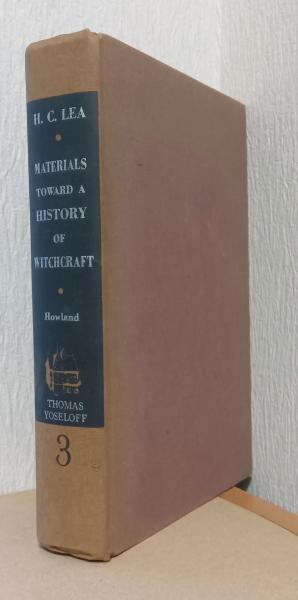 H. C. LEA
MATERIALS
TOWARD A
HISTORY
OF
WITCHCRAFT
Howland
THOMAS
YOSELOFF
3